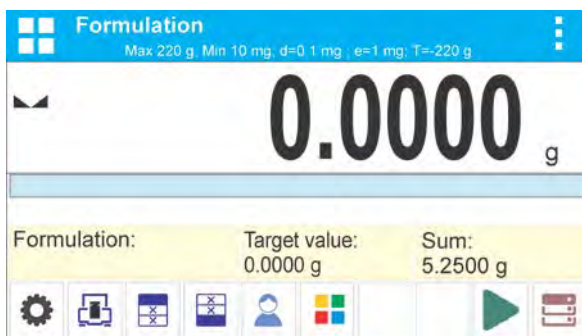 Formulation
Max 220 g, Min 10 mg; d=0.1 mg ; e=1 mg; T=-220 g
0.0000 g
Formulation:
Target value: 0.0000 g
Sum: 5.2500 g